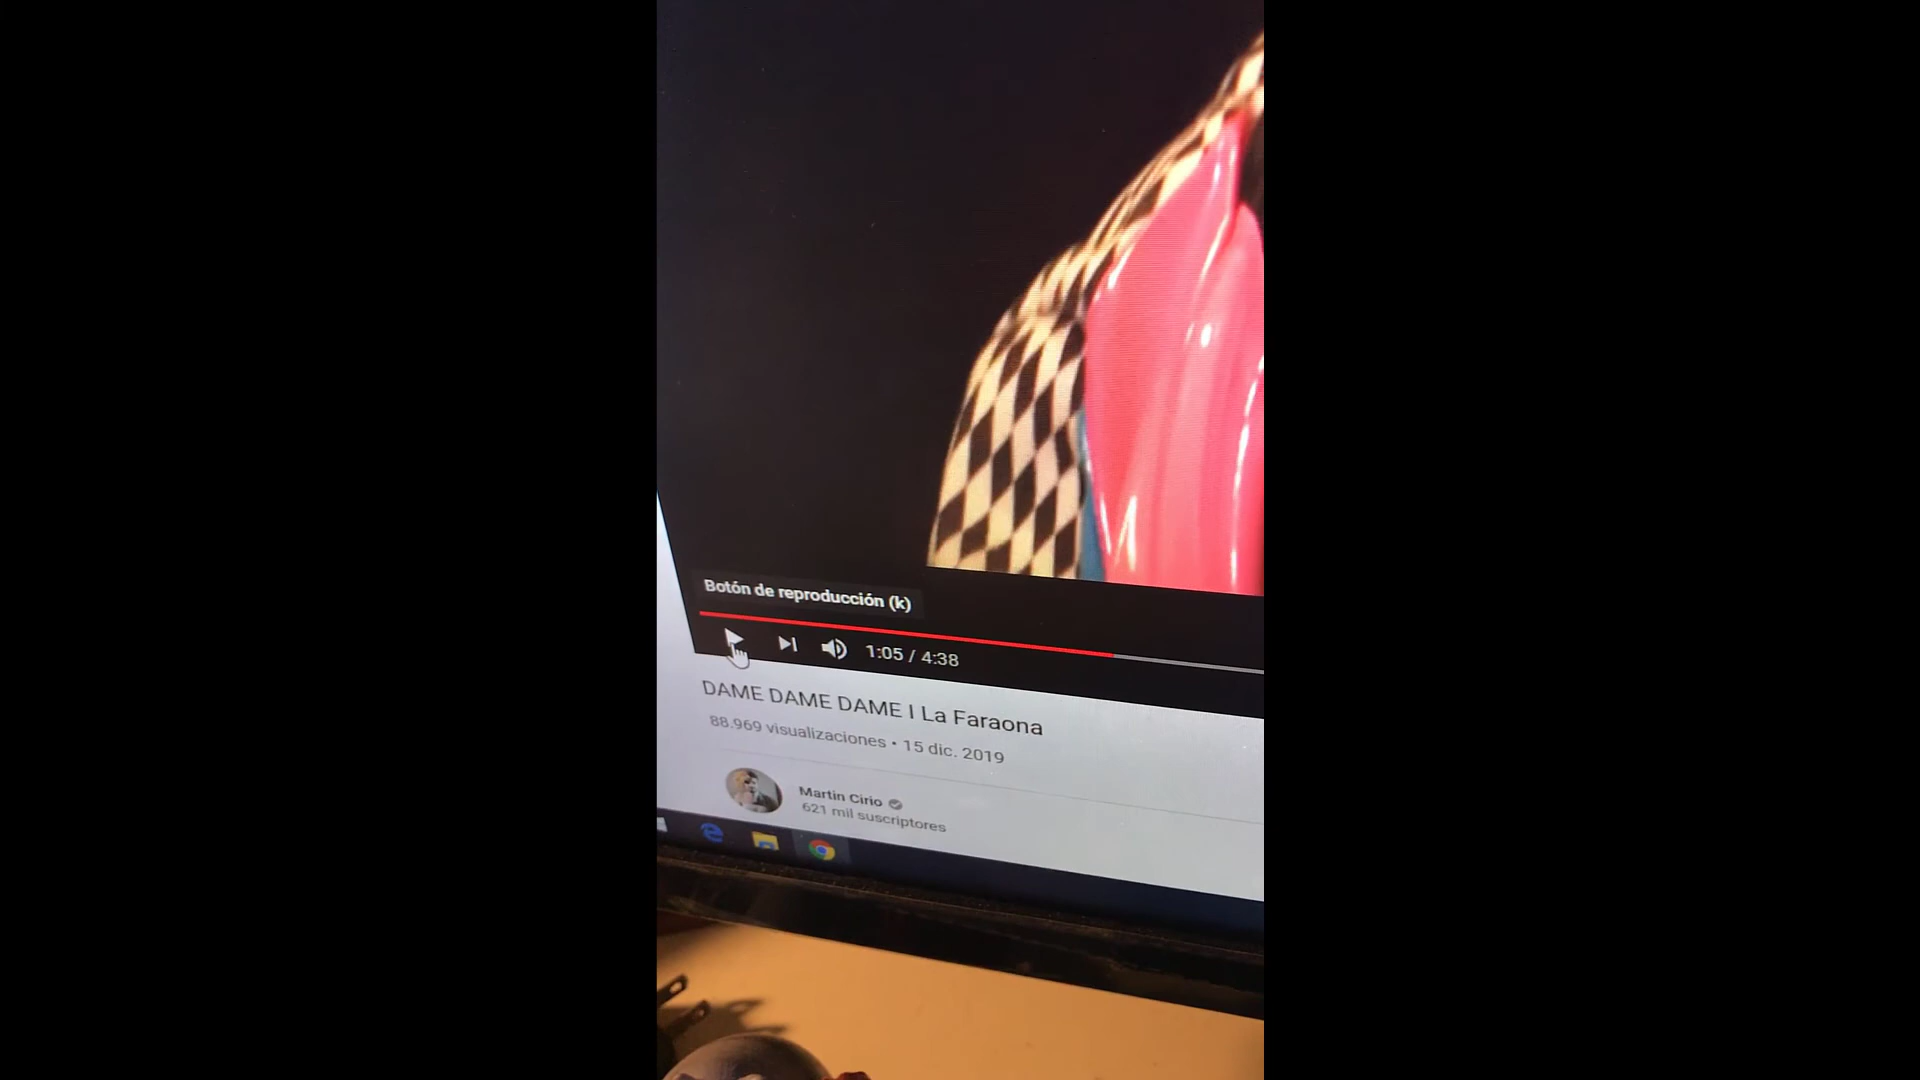 Botón de reproducción (k)
1:05 / 4:38
DAME DAME DAME I La Faraona
88.969 visualizaciones • 15 dic. 2019
Martin Cirio
621 mil suscriptores